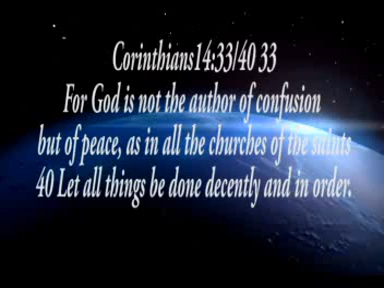 Corinthians14:33/40 33
For God is not the author of confusion
but of peace, as in all the churches of the saints
40 Let all things be done decently and in order.